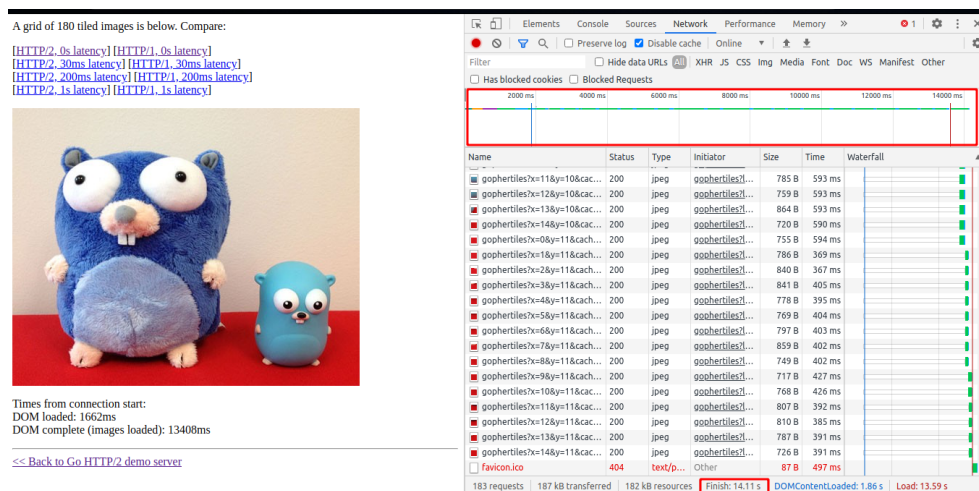 A grid of 180 tiled images is below. Compare:
[HTTP/2, 0s latency] [HTTP/1, 0s latency]
[HTTP/2, 30ms latency] [HTTP/1, 30ms latency]
[HTTP/2, 200ms latency] [HTTP/1, 200ms latency]
[HTTP/2, 1s latency] [HTTP/1, 1s latency]
Times from connection start:
DOM loaded: 1662ms
DOM complete (images loaded): 13408ms
<< Back to Go HTTP/2 demo server
Elements Console Sources Network Performance Memory » 1
Preserve log Disable cache Online
Filter Hide data URLs All XHR JS CSS Img Media Font Doc WS Manifest Other
Has blocked cookies Blocked Requests
2000 ms 4000 ms 6000 ms 8000 ms 10000 ms 12000 ms 14000 ms
Name Status Type Initiator Size Time Waterfall
gophertiles?x=11&y=10&cac... 200 jpeg gophertiles?l... 785 B 593 ms
gophertiles?x=12&y=10&cac... 200 jpeg gophertiles?l... 759 B 593 ms
gophertiles?x=13&y=10&cac... 200 jpeg gophertiles?l... 864 B 593 ms
gophertiles?x=14&y=10&cac... 200 jpeg gophertiles?l... 720 B 590 ms
gophertiles?x=0&y=11&cach... 200 jpeg gophertiles?l... 755 B 594 ms
gophertiles?x=1&y=11&cach... 200 jpeg gophertiles?l... 786 B 369 ms
gophertiles?x=2&y=11&cach... 200 jpeg gophertiles?l... 840 B 367 ms
gophertiles?x=3&y=11&cach... 200 jpeg gophertiles?l... 841 B 405 ms
gophertiles?x=4&y=11&cach... 200 jpeg gophertiles?l... 778 B 395 ms
gophertiles?x=5&y=11&cach... 200 jpeg gophertiles?l... 769 B 404 ms
gophertiles?x=6&y=11&cach... 200 jpeg gophertiles?l... 797 B 403 ms
gophertiles?x=7&y=11&cach... 200 jpeg gophertiles?l... 859 B 402 ms
gophertiles?x=8&y=11&cach... 200 jpeg gophertiles?l... 749 B 402 ms
gophertiles?x=9&y=11&cach... 200 jpeg gophertiles?l... 717 B 427 ms
gophertiles?x=10&y=11&cac... 200 jpeg gophertiles?l... 768 B 426 ms
gophertiles?x=11&y=11&cac... 200 jpeg gophertiles?l... 807 B 392 ms
gophertiles?x=12&y=11&cac... 200 jpeg gophertiles?l... 810 B 385 ms
gophertiles?x=13&y=11&cac... 200 jpeg gophertiles?l... 787 B 391 ms
gophertiles?x=14&y=11&cac... 200 jpeg gophertiles?l... 726 B 391 ms
favicon.ico 404 text/p... Other 87 B 497 ms
183 requests 187 kB transferred 182 kB resources Finish: 14.11 s DOMContentLoaded: 1.86 s Load: 13.59 s